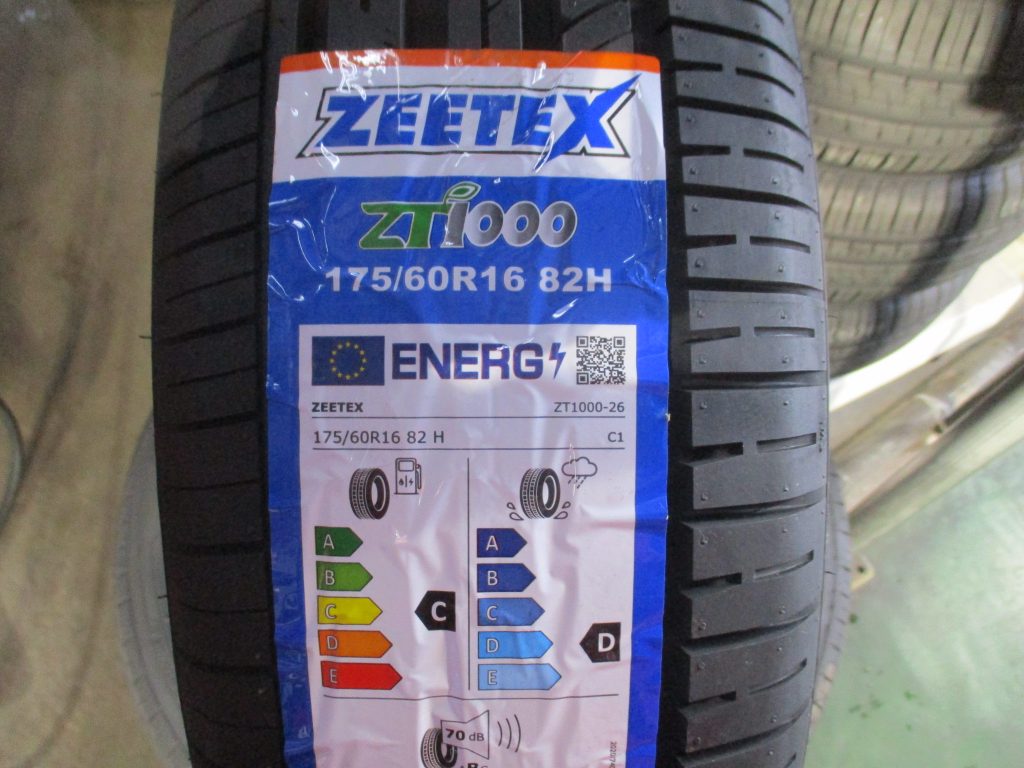 ZEETEX
ZT1000
175/60R16 82H
ENERG
ZEETEX ZT1000-26
175/60R16 82 H C1
A A
B B
C C C
D D D
E E
70 dB